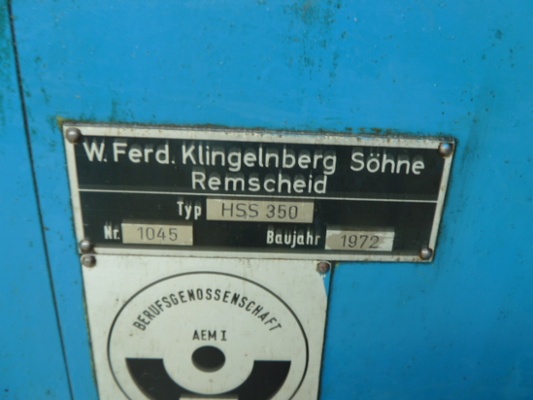 W. Ferd. Klingelnberg Söhne
Remscheid
Typ HSS 350
Nr. 1045 Baujahr 1972
BERUFSGENOSSENSCHAFT
AEM I